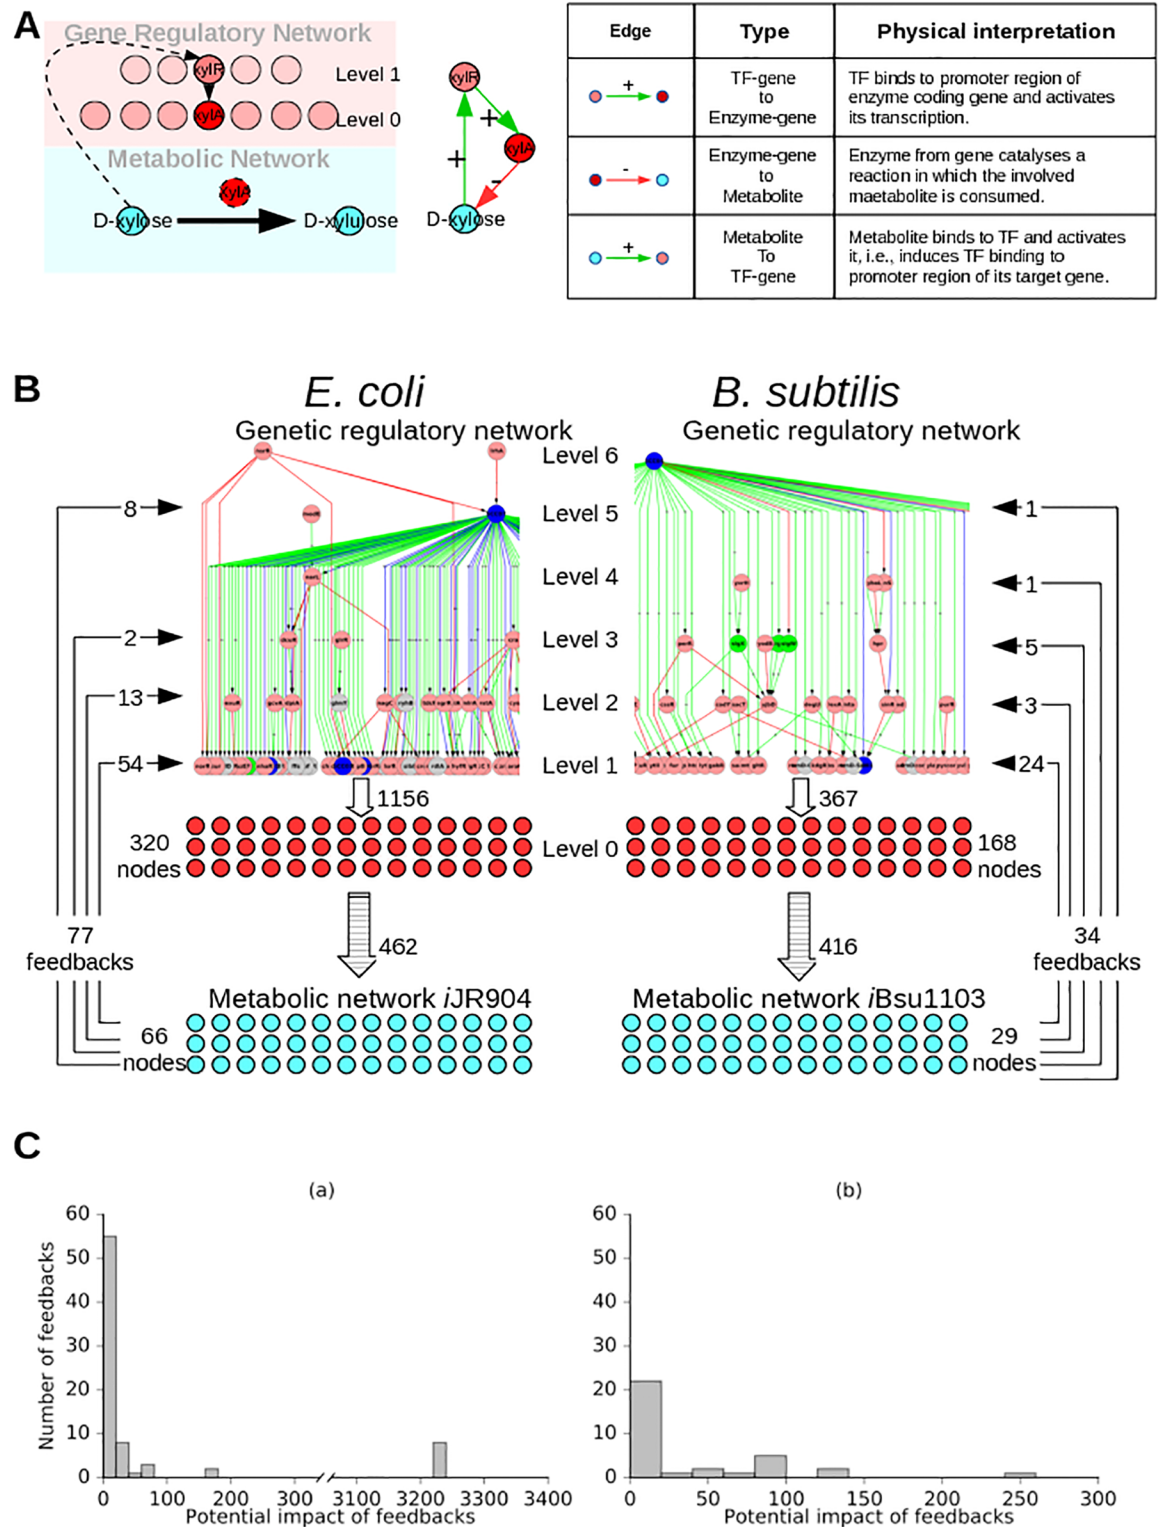 A
Gene Regulatory Network
xylR
Level 1
xylA
Level 0
Metabolic Network
XylA
D-xylose
D-xylulose
xylR
+
xylA
+
-
D-xylose
Edge
Type
Physical interpretation
+
TF-gene
to
Enzyme-gene
TF binds to promoter region of
enzyme coding gene and activates
its transcription.
-
Enzyme-gene
to
Metabolite
Enzyme from gene catalyses a
reaction in which the involved
maetabolite is consumed.
+
Metabolite
To
TF-gene
Metabolite binds to TF and activates
it, i.e., induces TF binding to
promoter region of its target gene.
B
E. coli
B. subtilis
Genetic regulatory network
Genetic regulatory network
Level 6
8
Level 5
1
Level 4
1
2
Level 3
5
13
Level 2
3
54
Level 1
24
1156
367
320
nodes
Level 0
168
nodes
77
feedbacks
462
416
34
feedbacks
Metabolic network iJR904
Metabolic network iBsu1103
66
nodes
29
nodes
C
(a)
(b)
60
50
40
30
20
10
0
Number of feedbacks
0 100 200 300 3100 3200 3300 3400
Potential impact of feedbacks
60
50
40
30
20
10
0
0 50 100 150 200 250 300
Potential impact of feedbacks